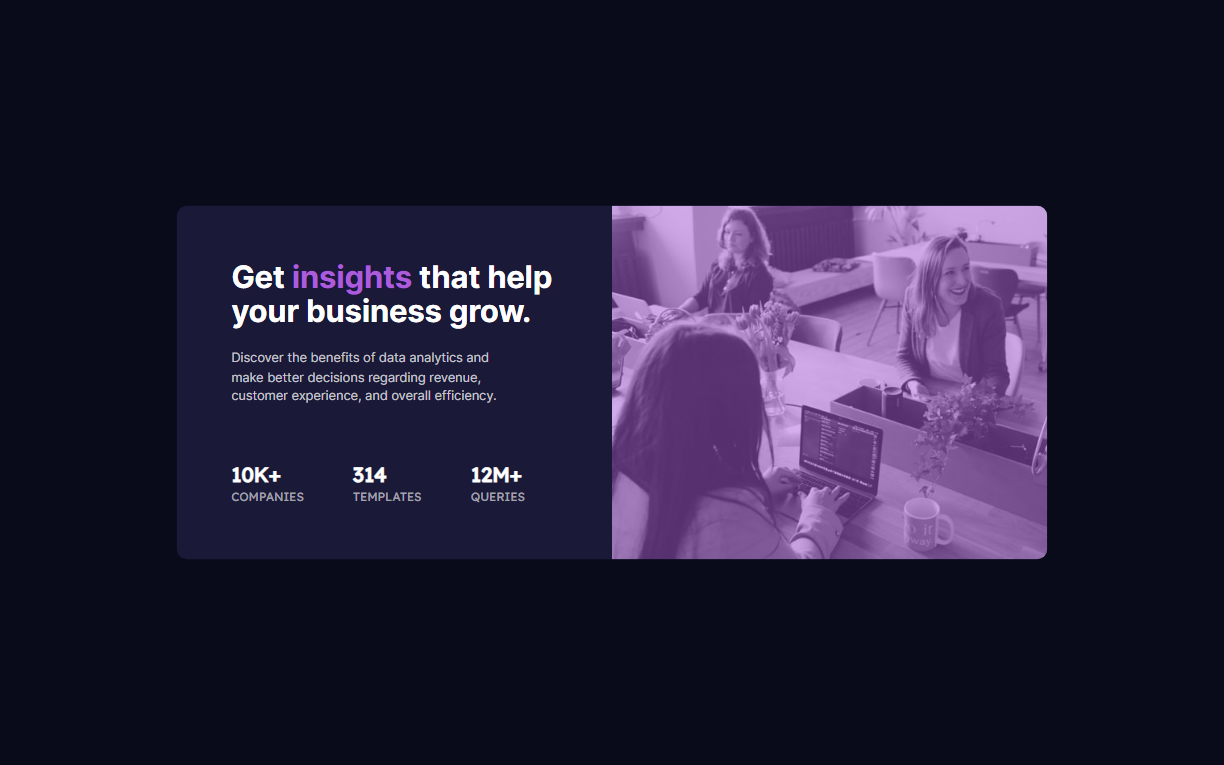 Get insights that help
your business grow.
Discover the benefits of data analytics and
make better decisions regarding revenue,
customer experience, and overall efficiency.
10K+ 314 12M+
COMPANIES TEMPLATES QUERIES